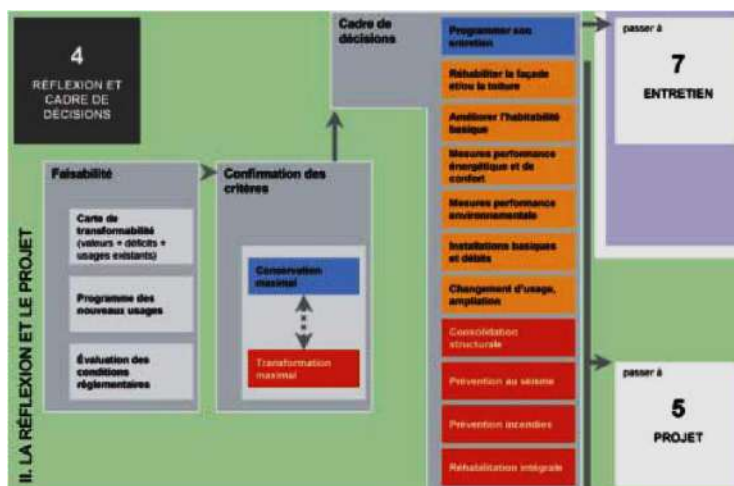 4
RÉFLEXION ET
CADRE DE
DÉCISIONS
II. LA RÉFLEXION ET LE PROJET
Faisabilité
Carte de
transformabilité
(valeurs + déficits +
usages existants)
Programme des
nouveaux usages
Évaluation des
conditions
réglementaires
Confirmation des
critères
Conservation
maximal
Transformation
maximal
Cadre de
décisions
Programmer son
entretien
Réhabiliter la façade
et/ou la toiture
Améliorer l'habitabilité
basique
Mesures performance
énergétique et de
confort
Mesures performance
environnementale
Installations basiques
et débits
Changement d'usage,
ampliation
Consolidation
structurale
Prévention au séisme
Prévention incendies
Réhabilitation intégrale
passer à
7
ENTRETIEN
passer à
5
PROJET